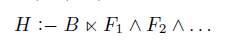 H :− B ⋉ F₁ ∧ F₂ ∧ . . .